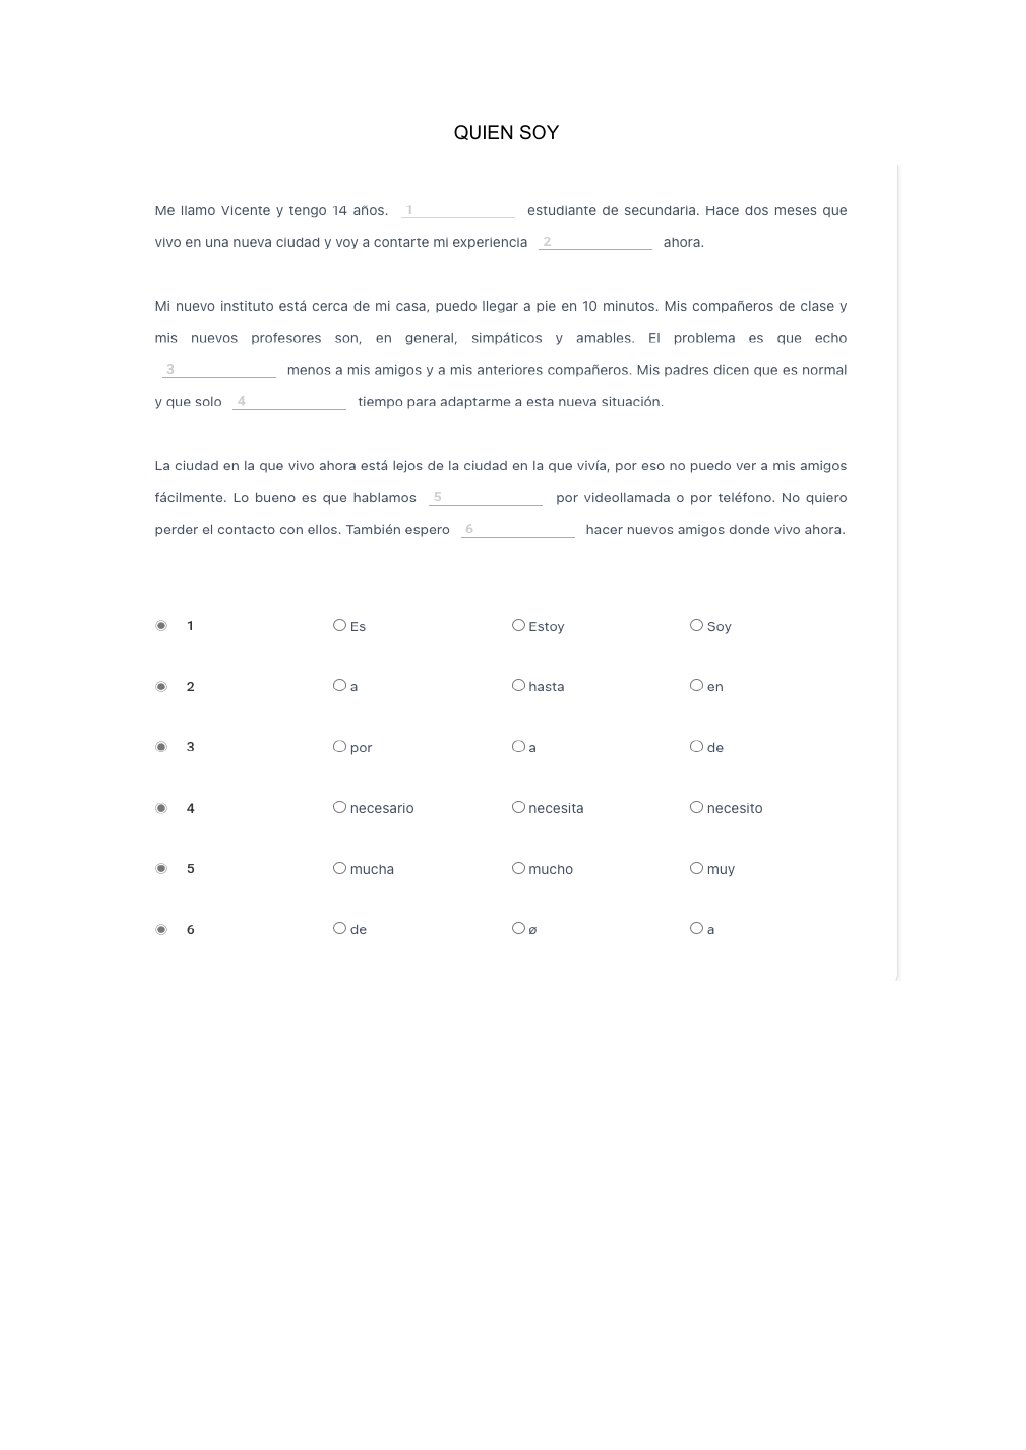 QUIEN SOY
Me llamo Vicente y tengo 14 años. 1 estudiante de secundaria. Hace dos meses que
vivo en una nueva ciudad y voy a contarte mi experiencia 2 ahora.
Mi nuevo instituto está cerca de mi casa, puedo llegar a pie en 10 minutos. Mis compañeros de clase y
mis nuevos profesores son, en general, simpáticos y amables. El problema es que echo
3 menos a mis amigos y a mis anteriores compañeros. Mis padres dicen que es normal
y que solo 4 tiempo para adaptarme a esta nueva situación.
La ciudad en la que vivo ahora está lejos de la ciudad en la que vivía, por eso no puedo ver a mis amigos
fácilmente. Lo bueno es que hablamos 5 por videollamada o por teléfono. No quiero
perder el contacto con ellos. También espero 6 hacer nuevos amigos donde vivo ahora.
1 Es Estoy Soy
2 a hasta en
3 por a de
4 necesario necesita necesito
5 mucha mucho muy
6 de ø a